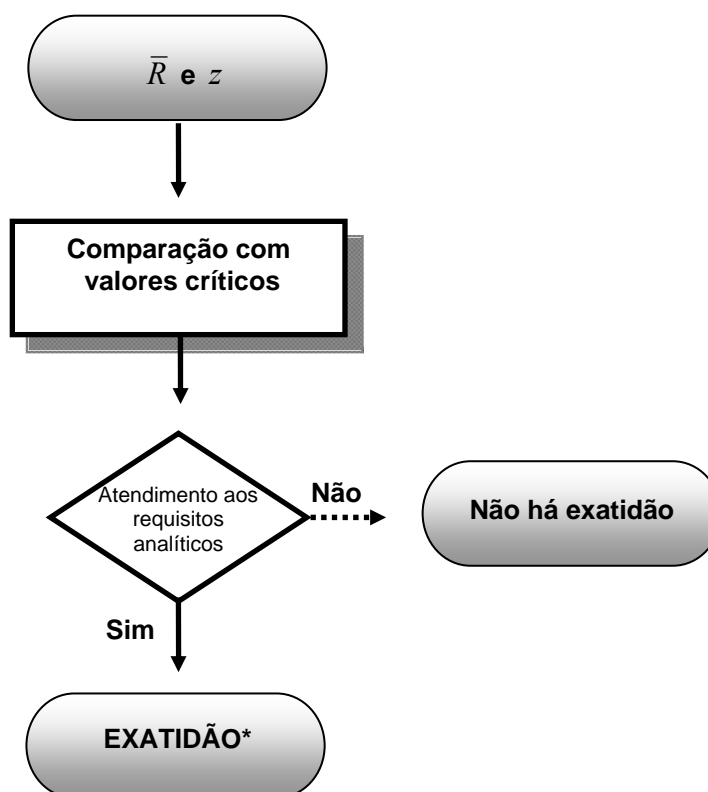 R̅ e z
Comparação com
valores críticos
Atendimento aos
requisitos
analíticos
Não
Não há exatidão
Sim
EXATIDÃO*